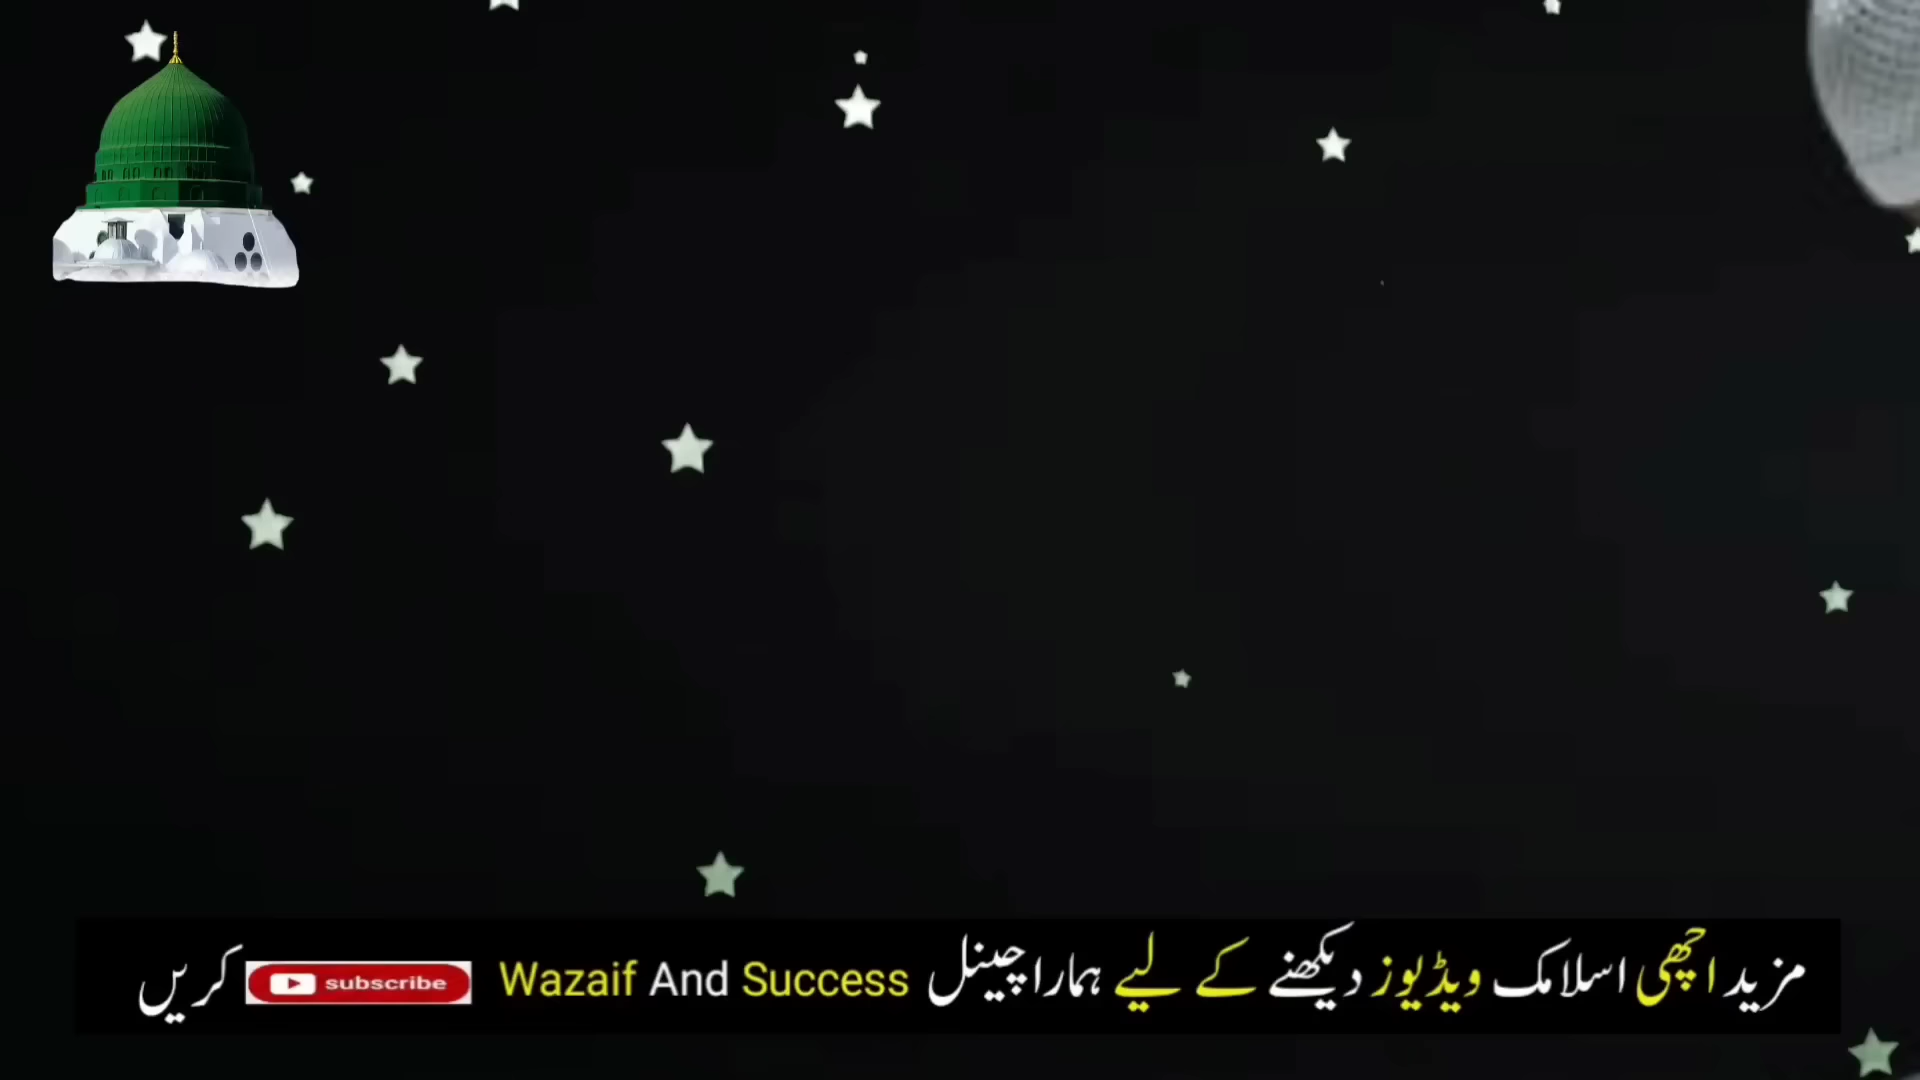 مزید اچھی اسلامک ویڈیوز دیکھنے کے لیے ہمارا چینل Wazaif And Success subscribe کریں